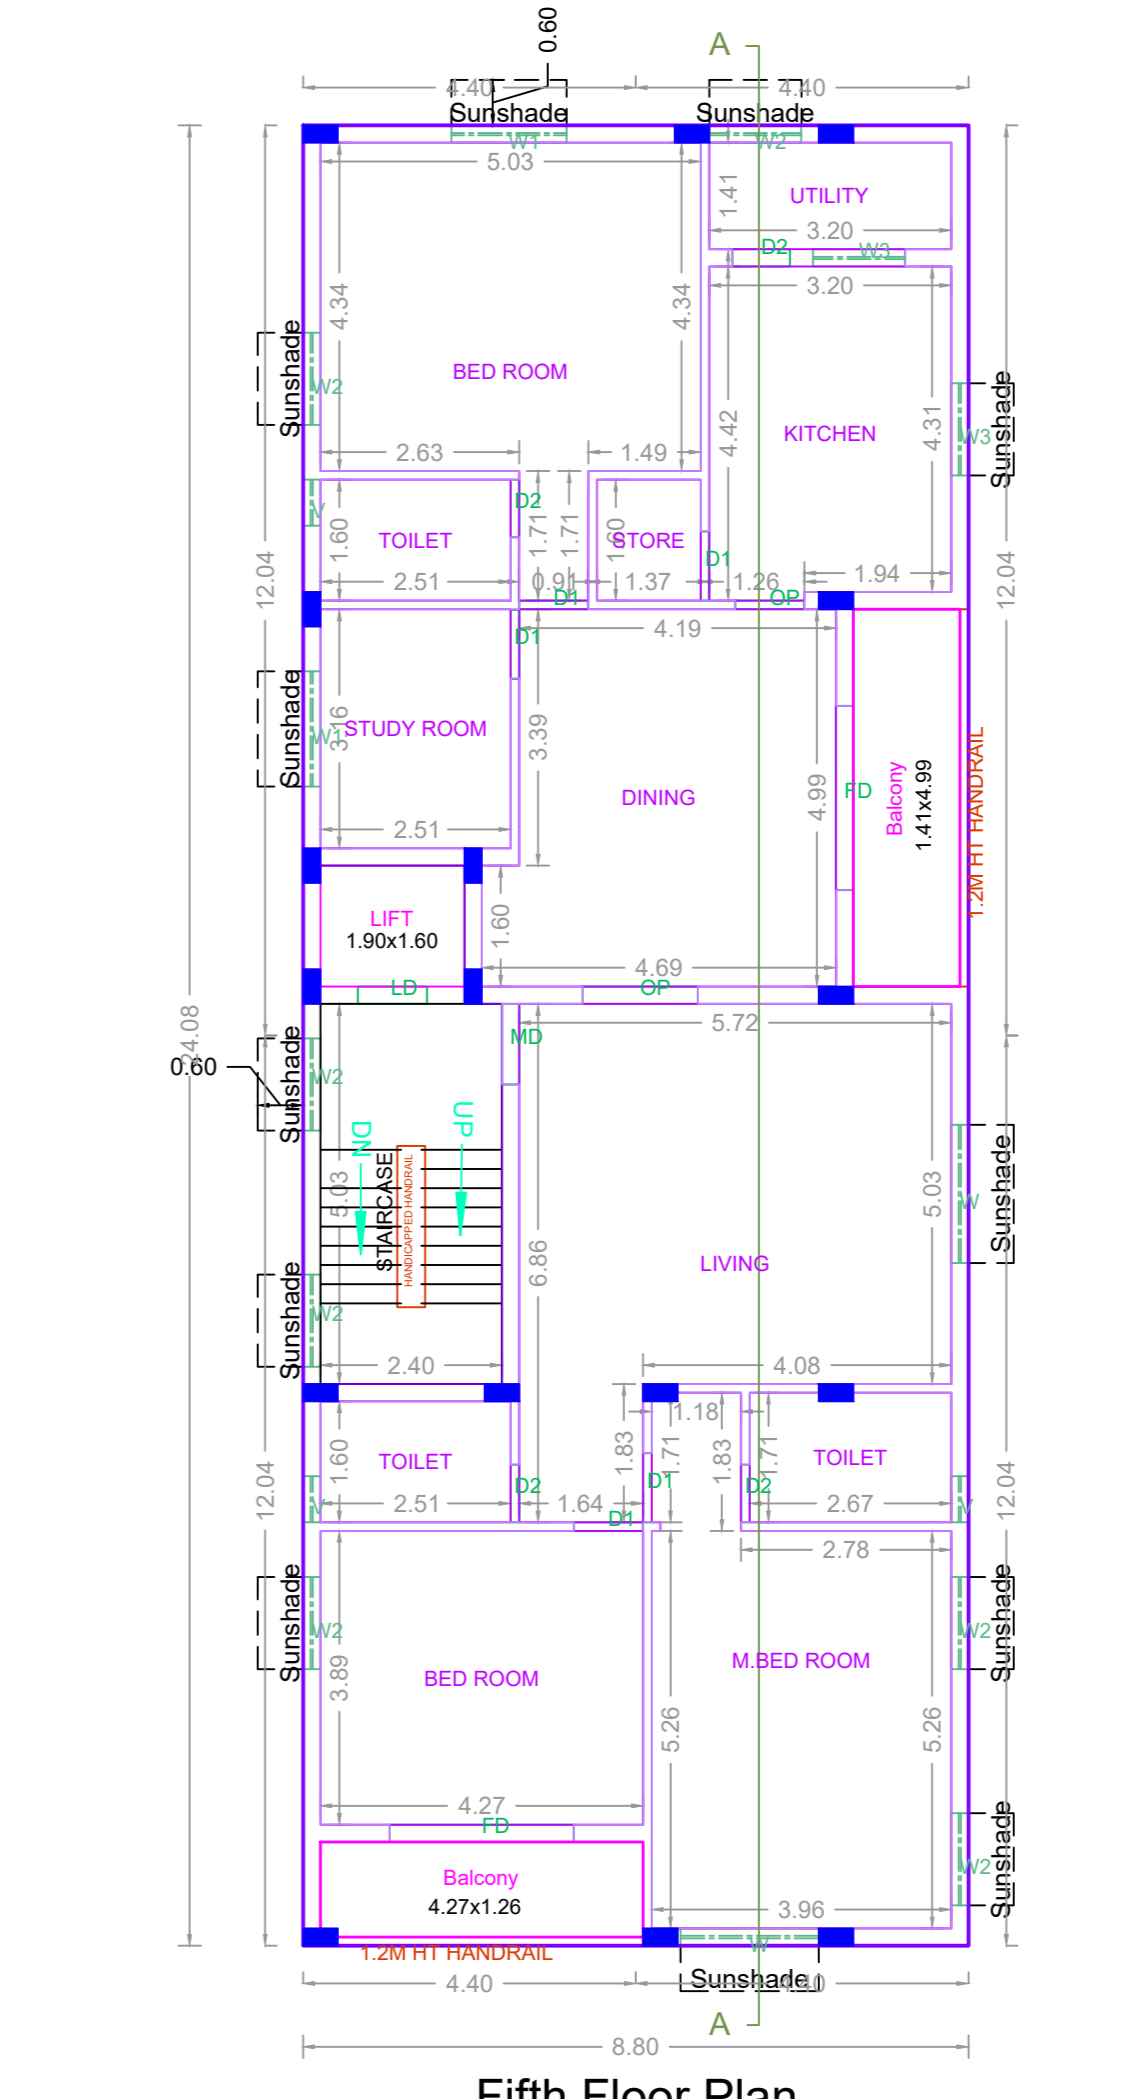 0.60
A
4.40
4.40
Sunshade
Sunshade
W1
W2
5.03
1.41
UTILITY
3.20
D2
W3
3.20
4.34
4.34
Sunshade
W2
BED ROOM
4.42
KITCHEN
4.31
W3
Sunshade
2.63
1.49
V
D2
1.60
TOILET
1.71
1.71
1.60
STORE
D1
12.04
12.04
2.51
0.91
1.37
1.26
1.94
D1
OP
D1
4.19
Sunshade
W1
3.16
STUDY ROOM
3.39
DINING
4.99
FD
Balcony
1.41x4.99
1.2M HT HANDRAIL
2.51
LIFT
1.90x1.60
1.60
4.69
LD
OP
24.08
5.72
MD
0.60
Sunshade
W2
DN
UP
5.03
STAIRCASE
HANDICAPPED HANDRAIL
6.86
LIVING
5.03
W
Sunshade
Sunshade
W2
2.40
4.08
1.18
1.60
TOILET
1.83
1.71
1.83
1.71
TOILET
12.04
12.04
V
2.51
D2
1.64
D1
D2
2.67
V
D1
2.78
Sunshade
W2
3.89
BED ROOM
M.BED ROOM
W2
Sunshade
5.26
5.26
4.27
FD
Balcony
4.27x1.26
W2
Sunshade
3.96
1.2M HT HANDRAIL
W
Sunshade
4.40
4.40
A
8.80
Fifth Floor Plan